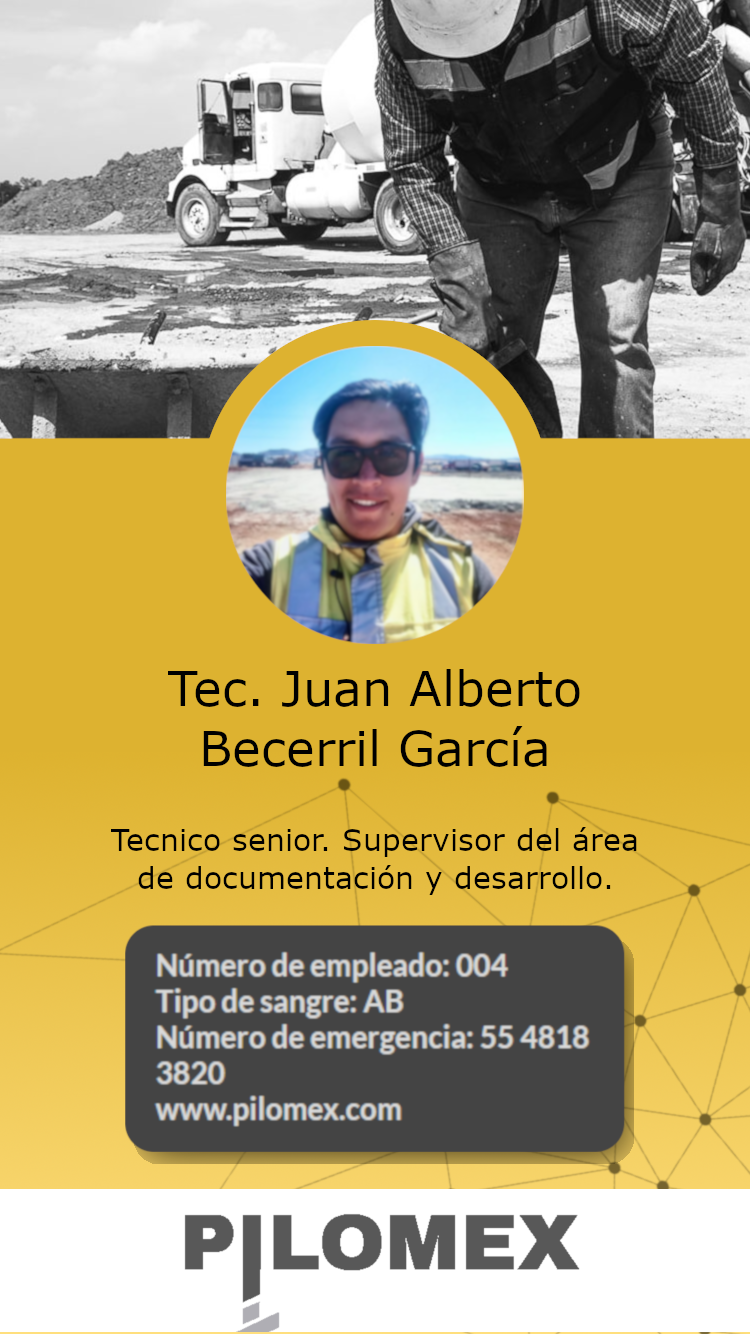 Tec. Juan Alberto
Becerril García
Tecnico senior. Supervisor del área
de documentación y desarrollo.
Número de empleado: 004
Tipo de sangre: AB
Número de emergencia: 55 4818
3820
www.pilomex.com
PILOMEX